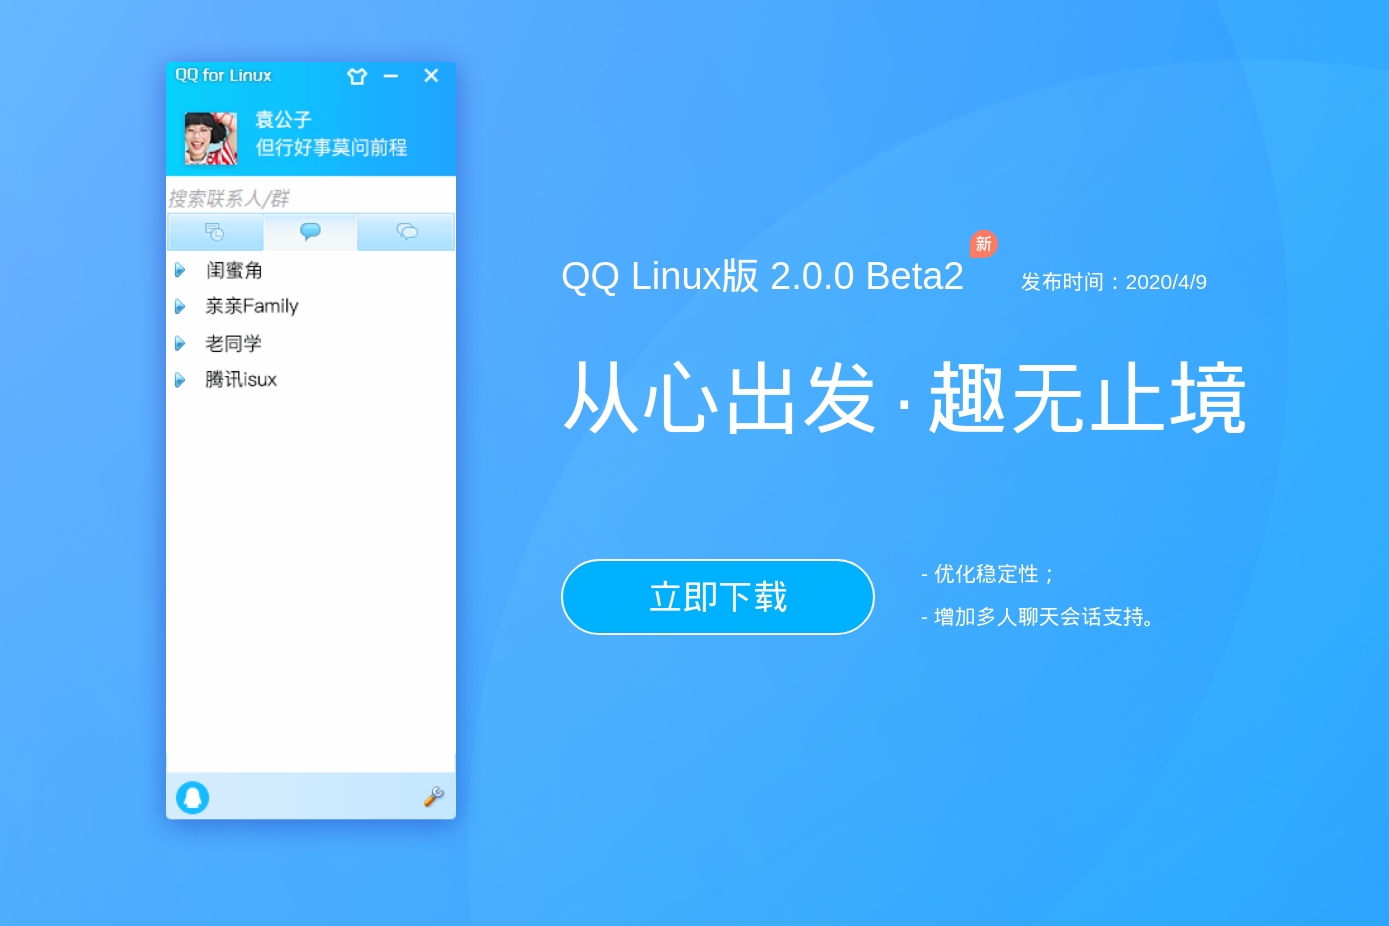 QQ for Linux
袁公子
但行好事莫问前程
搜索联系人/群
闺蜜角
亲亲Family
老同学
腾讯isux
新
QQ Linux版 2.0.0 Beta2 发布时间：2020/4/9
从心出发·趣无止境
立即下载
- 优化稳定性；
- 增加多人聊天会话支持。